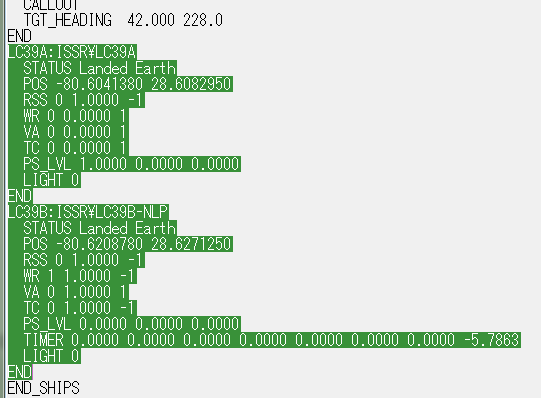 CALLOUT
TGT_HEADING 42.000 228.0
END
LC39A:ISSR¥LC39A
STATUS Landed Earth
POS -80.6041380 28.6082950
RSS 0 1.0000 -1
WR 0 0.0000 1
VA 0 0.0000 1
TC 0 0.0000 1
PS_LVL 1.0000 0.0000 0.0000
LIGHT 0
END
LC39B:ISSR¥LC39B-NLP
STATUS Landed Earth
POS -80.6208780 28.6271250
RSS 0 1.0000 -1
WR 1 1.0000 -1
VA 0 1.0000 1
TC 0 1.0000 -1
PS_LVL 0.0000 0.0000 0.0000
TIMER 0.0000 0.0000 0.0000 0.0000 0.0000 0.0000 0.0000 -5.7863
LIGHT 0
END
END_SHIPS